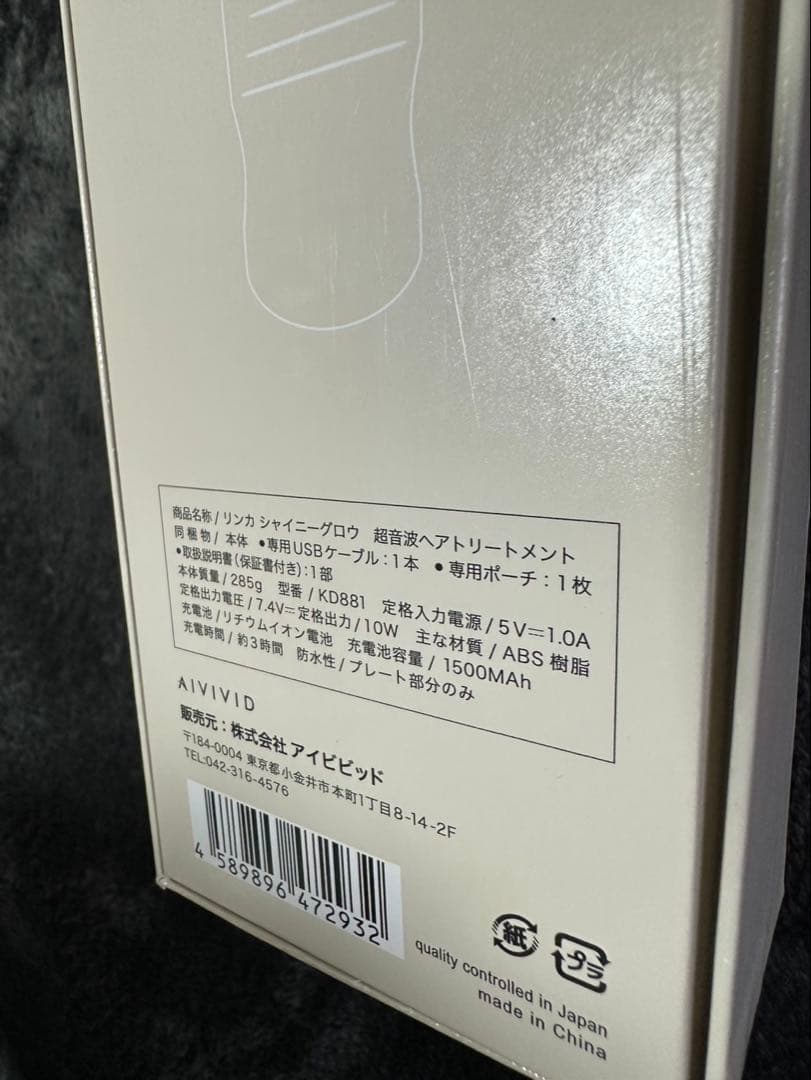 商品名称 / リンカ シャイニーグロウ 超音波ヘアトリートメント
同梱物 / 本体 ●専用USBケーブル：1本 ●専用ポーチ：1枚
●取扱説明書(保証書付き)：1部
本体質量 / 285g 型番 / KD881 定格入力電源 / 5V⎓1.0A
定格出力電圧 / 7.4V⎓定格出力 / 10W 主な材質 / ABS 樹脂
充電池 / リチウムイオン電池 充電池容量 / 1500MAh
充電時間 / 約3時間 防水性 / プレート部分のみ
AIVIVID
販売元：株式会社 アイビビッド
〒184-0004 東京都小金井市本町1丁目8-14-2F
TEL:042-316-4576
4 589896 472932
紙
プラ
quality controlled in Japan
made in China